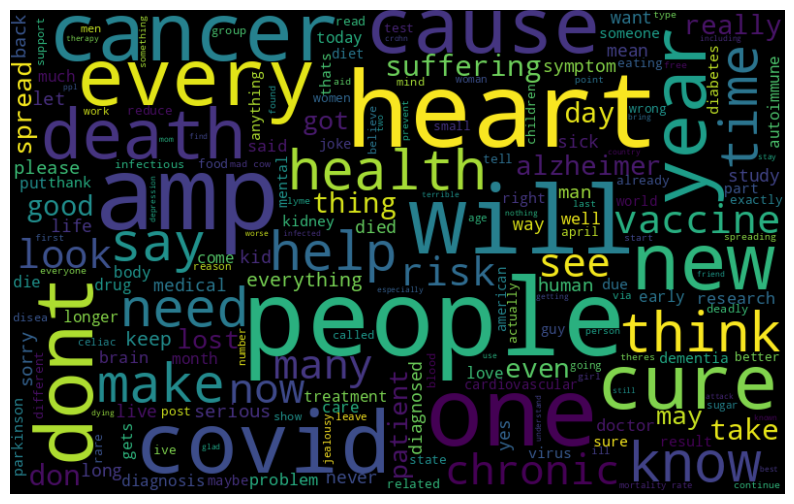 cancer
cause
every
heart
death
amp
will
people
year
time
new
think
cure
one
know
covid
dont
make
need
help
health
say
look
good
suffering
symptom
day
really
want
someone
mean
spread
back
let
men
therapy
something
group
support
read
today
diet
test
crohn
type
including
free
eating
point
diabetes
autoimmune
much
work
ppl
reduce
said
anything
women
thats
aid
mind
woman
believe
two
prevent
children
small
wrong
study
please
infectious
food
mad cow
mom
find
found
got
joke
tell
sick
bring
stay
putthank
mental
thing
alzheimer
already
part
exactly
life
depression
lyme
kidney
died
terrible
right
man
last
world
vaccine
first
worse
come
kid
infected
nothing
age
way
well
april
start
spreading
die
everyone
body
reason
everything
risk
see
friend
drug
medical
especially
called
american
actually
human
due
via
early
research
deadly
sorry
disea
longer
keep
lost
many
number
love
even
guy
getting
person
going
theres
dementia
better
parkinson
celiac
brain
month
now
treatment
cardiovascular
use
girl
still
attack
sugar
different
dying
live
post
serious
show
care
patient
diagnosed
blood
yes
doctor
may
take
gets
ive
jealousy
leave
understand
sure
result
rare
don
long
diagnosis
maybe
glad
problem
never
state
related
virus
ill
chronic
mortality rate
best
continue